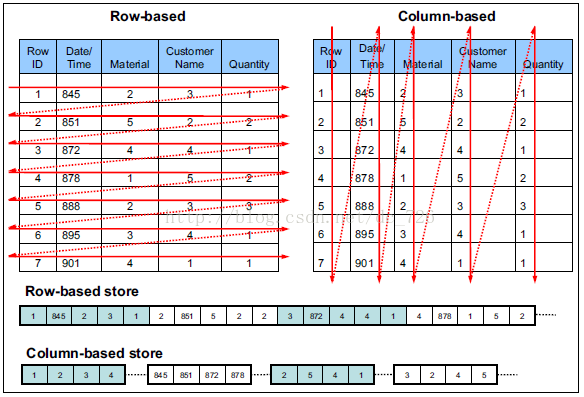 Row-based
Row ID Date/ Time Material Customer Name Quantity
1 845 2 3 1
2 851 5 2 2
3 872 4 4 1
4 878 1 5 2
5 888 2 3 3
6 895 3 4 1
7 901 4 1 1
Column-based
Row ID Date/ Time Material Customer Name Quantity
1 845 2 3 1
2 851 5 2 2
3 872 4 4 1
4 878 1 5 2
5 888 2 3 3
6 895 3 4 1
7 901 4 1 1
http://blog.csdn.net/dc_726
Row-based store
1 845 2 3 1 2 851 5 2 2 3 872 4 4 1 4 878 1 5 2
Column-based store
1 2 3 4 845 851 872 878 2 5 4 1 3 2 4 5